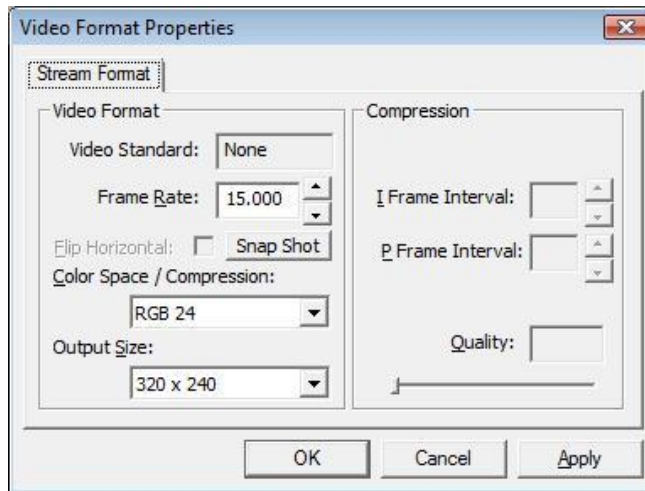 Video Format Properties
Stream Format
Video Format
Video Standard: None
Frame Rate: 15.000
Flip Horizontal: Snap Shot
Color Space / Compression:
RGB 24
Output Size:
320 x 240
Compression
I Frame Interval:
P Frame Interval:
Quality:
OK Cancel Apply